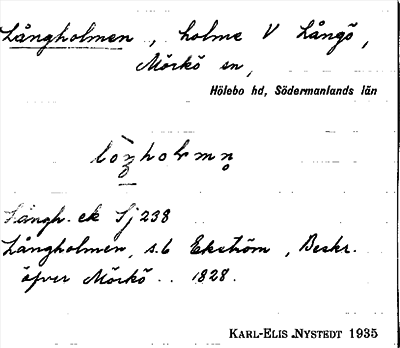 Långholmen, holme V Långö,
Mörkö sn,
Hölebo hd, Södermanlands län
Långh. ek Sj 238
Långholmen, s. 6 Ekström, Beskr.
öfver Mörkö .. 1828.
KARL-ELIS NYSTEDT 1935